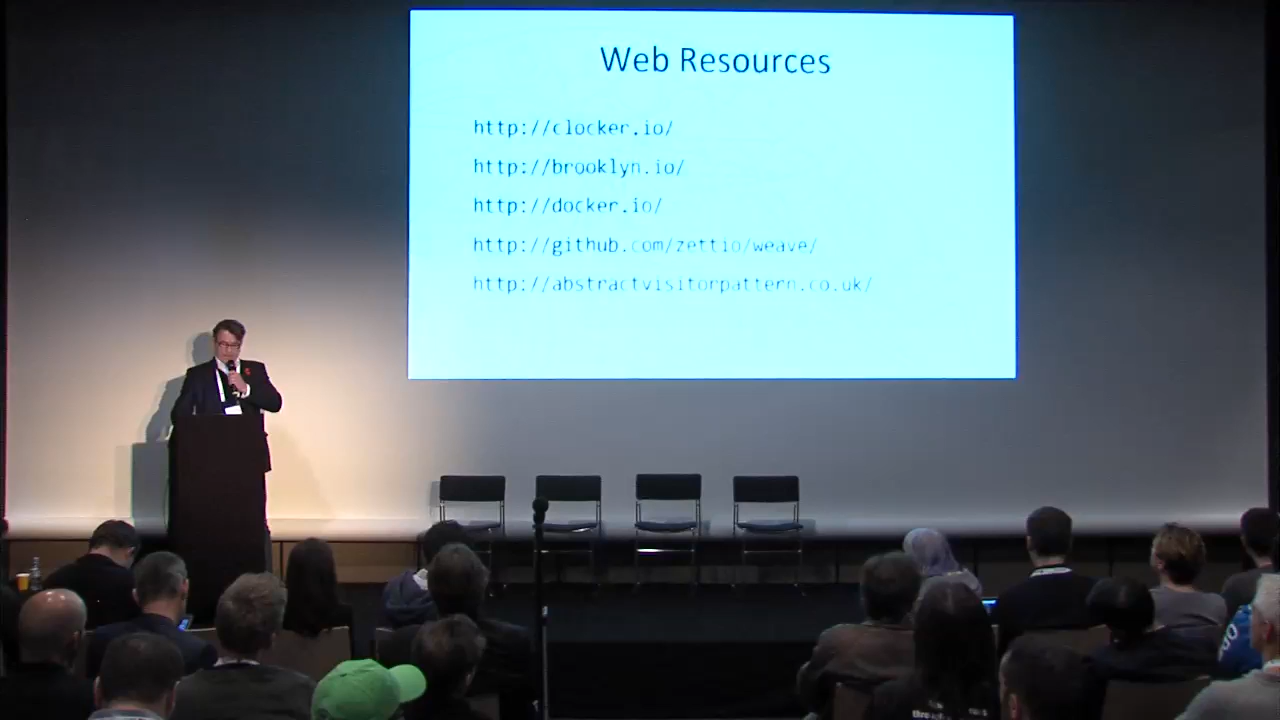 Web Resources
http://clocker.io/
http://brooklyn.io/
http://docker.io/
http://github.com/zettio/weave/
http://abstractvisitorpattern.co.uk/